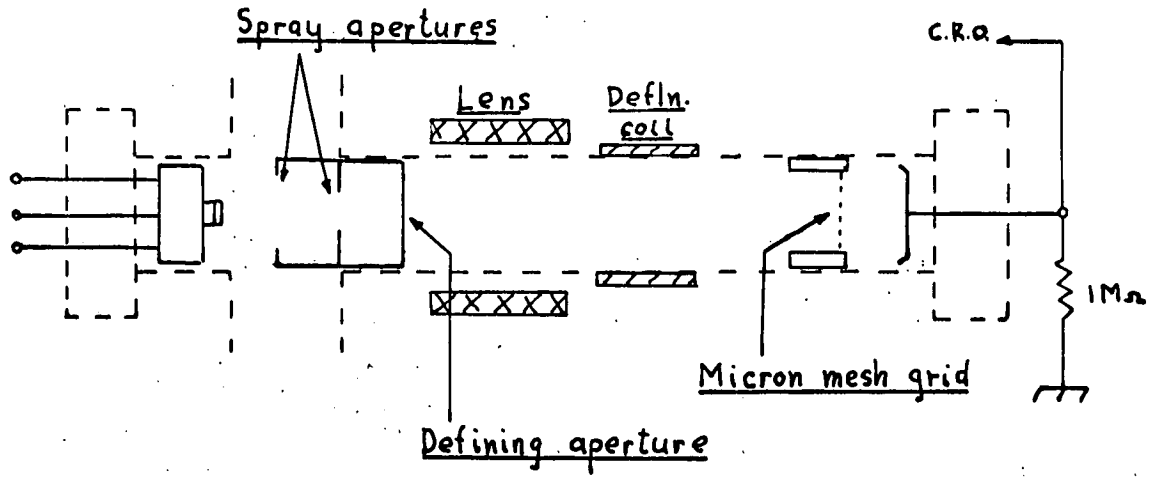 Spray apertures
C.R.O.
Lens
Defln.
coil
1MΩ
Micron mesh grid
Defining aperture